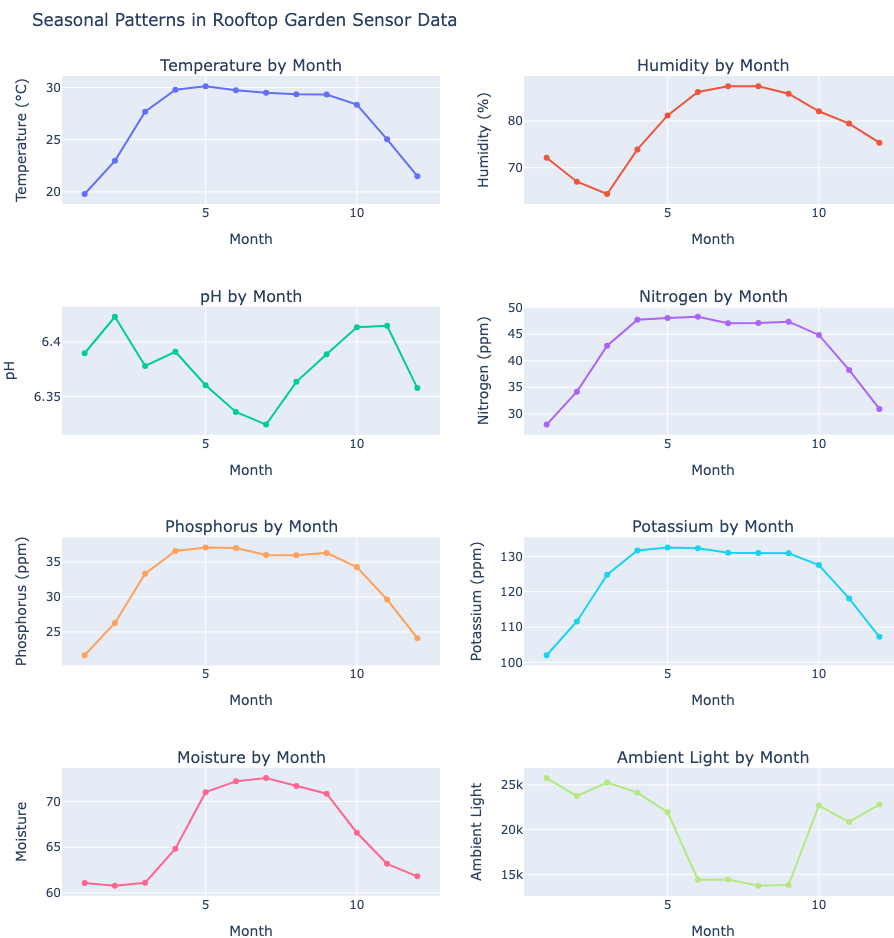 Seasonal Patterns in Rooftop Garden Sensor Data
Temperature by Month
Temperature (°C)
30
25
20
5
10
Month
Humidity by Month
Humidity (%)
80
70
5
10
Month
pH by Month
pH
6.4
6.35
5
10
Month
Nitrogen by Month
Nitrogen (ppm)
50
45
40
35
30
5
10
Month
Phosphorus by Month
Phosphorus (ppm)
35
30
25
5
10
Month
Potassium by Month
Potassium (ppm)
130
120
110
100
5
10
Month
Moisture by Month
Moisture
70
65
60
5
10
Month
Ambient Light by Month
Ambient Light
25k
20k
15k
5
10
Month